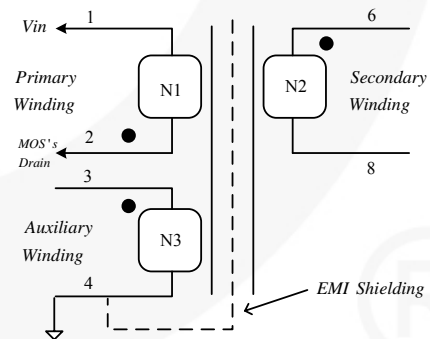 Vin
1
6
Primary
Winding
N1
N2
Secondary
Winding
MOS's
Drain
2
8
3
Auxiliary
Winding
N3
4
EMI Shielding
®